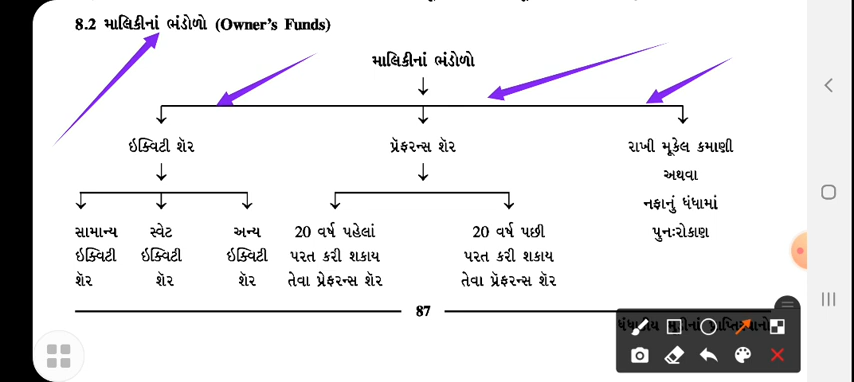 8.2 માલિકીનાં ભંડોળો (Owner's Funds)
માલિકીનાં ભંડોળો
ઇક્વિટી શૅર
પ્રૅફરન્સ શૅર
રાખી મૂકેલ કમાણી
અથવા
નફાનું ધંધામાં
પુનઃરોકાણ
સામાન્ય
ઇક્વિટી
શૅર
સ્વેટ
ઇક્વિટી
શૅર
અન્ય
ઇક્વિટી
શૅર
20 વર્ષ પહેલાં
પરત કરી શકાય
તેવા પ્રેફરન્સ શૅર
20 વર્ષ પછી
પરત કરી શકાય
તેવા પ્રૅફરન્સ શૅર
87
ધંધાકીય
પ્રાપ્તિસ્થાનો